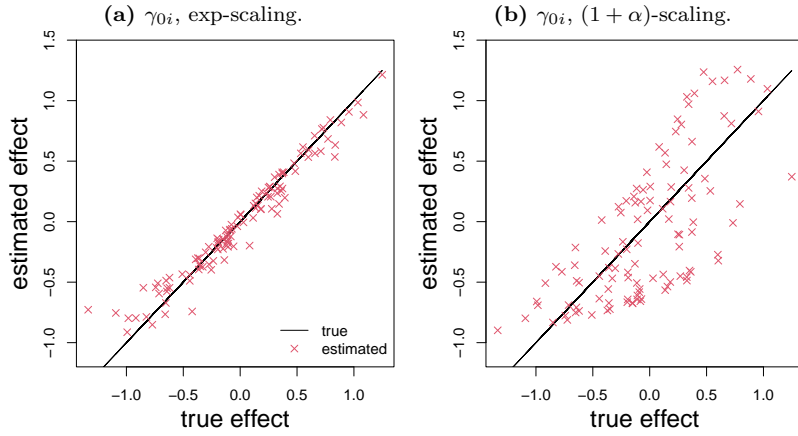 (a) γ0i, exp-scaling.
(b) γ0i, (1 + α)-scaling.
estimated effect
1.5
1.0
0.5
0.0
−0.5
−1.0
true
estimated
−1.0 −0.5 0.0 0.5 1.0
true effect
estimated effect
1.5
1.0
0.5
0.0
−0.5
−1.0
−1.0 −0.5 0.0 0.5 1.0
true effect